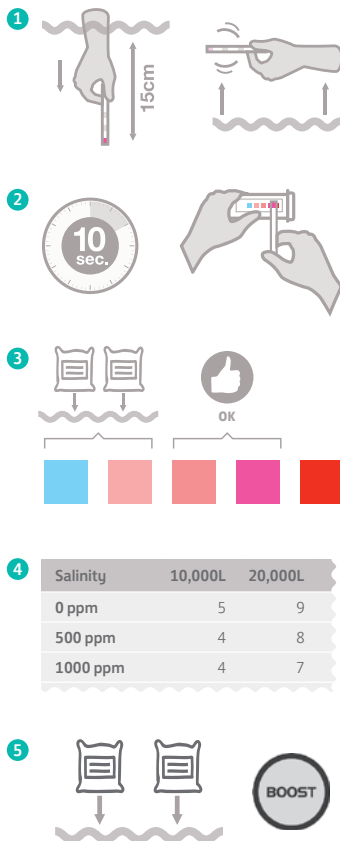 1
15cm
2
10
sec.
3
OK
4
Salinity 10,000L 20,000L
0 ppm 5 9
500 ppm 4 8
1000 ppm 4 7
5
BOOST